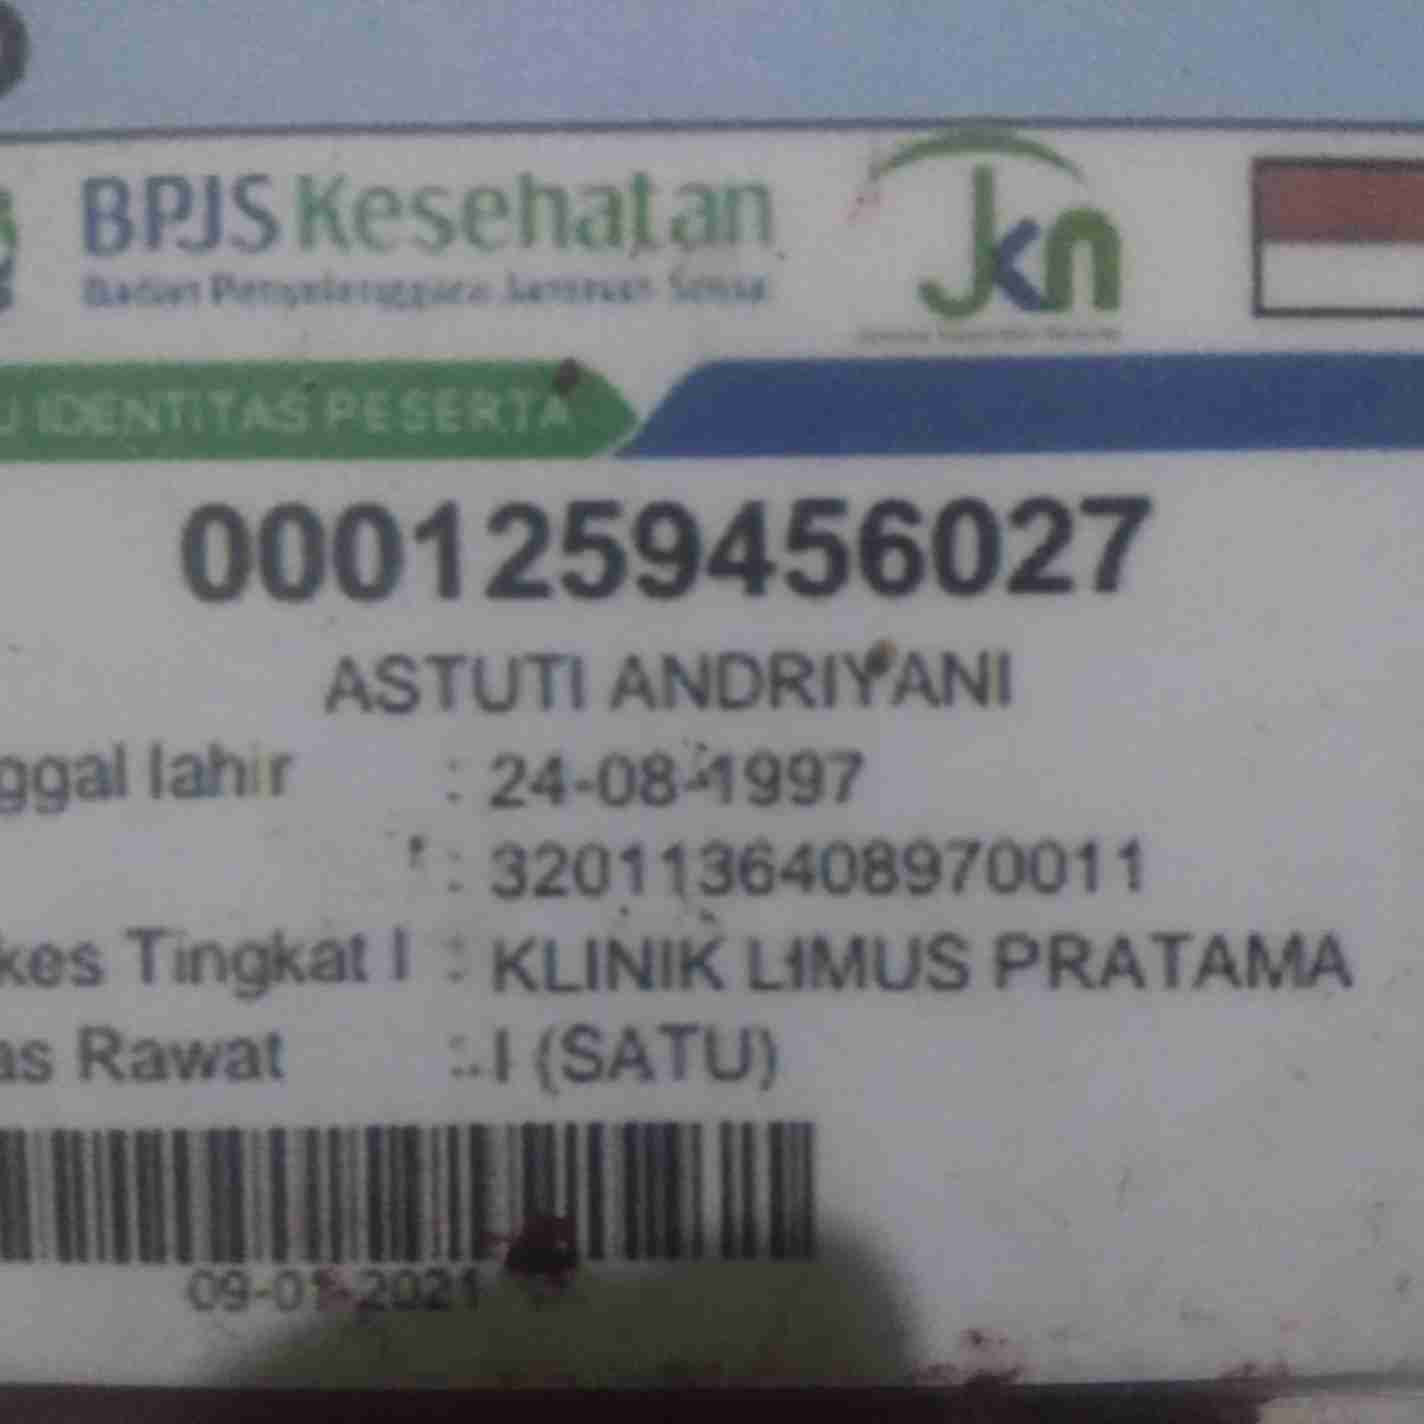 BPJS Kesehatan
Badan Penyelenggara Jaminan Sosial
Jkn
U IDENTITAS PESERTA
0001259456027
ASTUTI ANDRIYANI
ggal lahir : 24-08-1997
: 3201136408970011
kes Tingkat I : KLINIK LIMUS PRATAMA
as Rawat : I (SATU)
09-01-2021